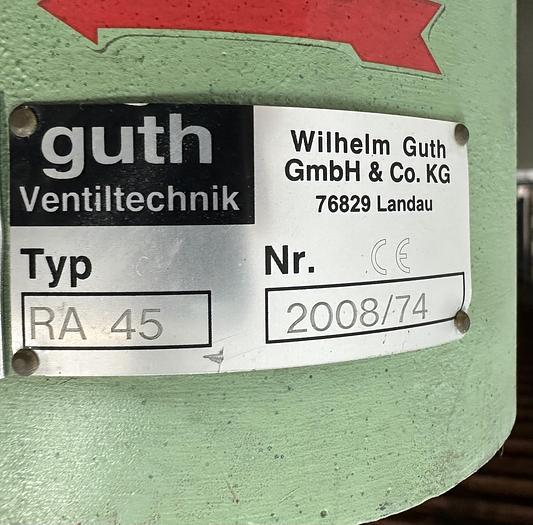 guth
Ventiltechnik
Wilhelm Guth
GmbH & Co. KG
76829 Landau
Typ
Nr. CE
RA 45
2008/74